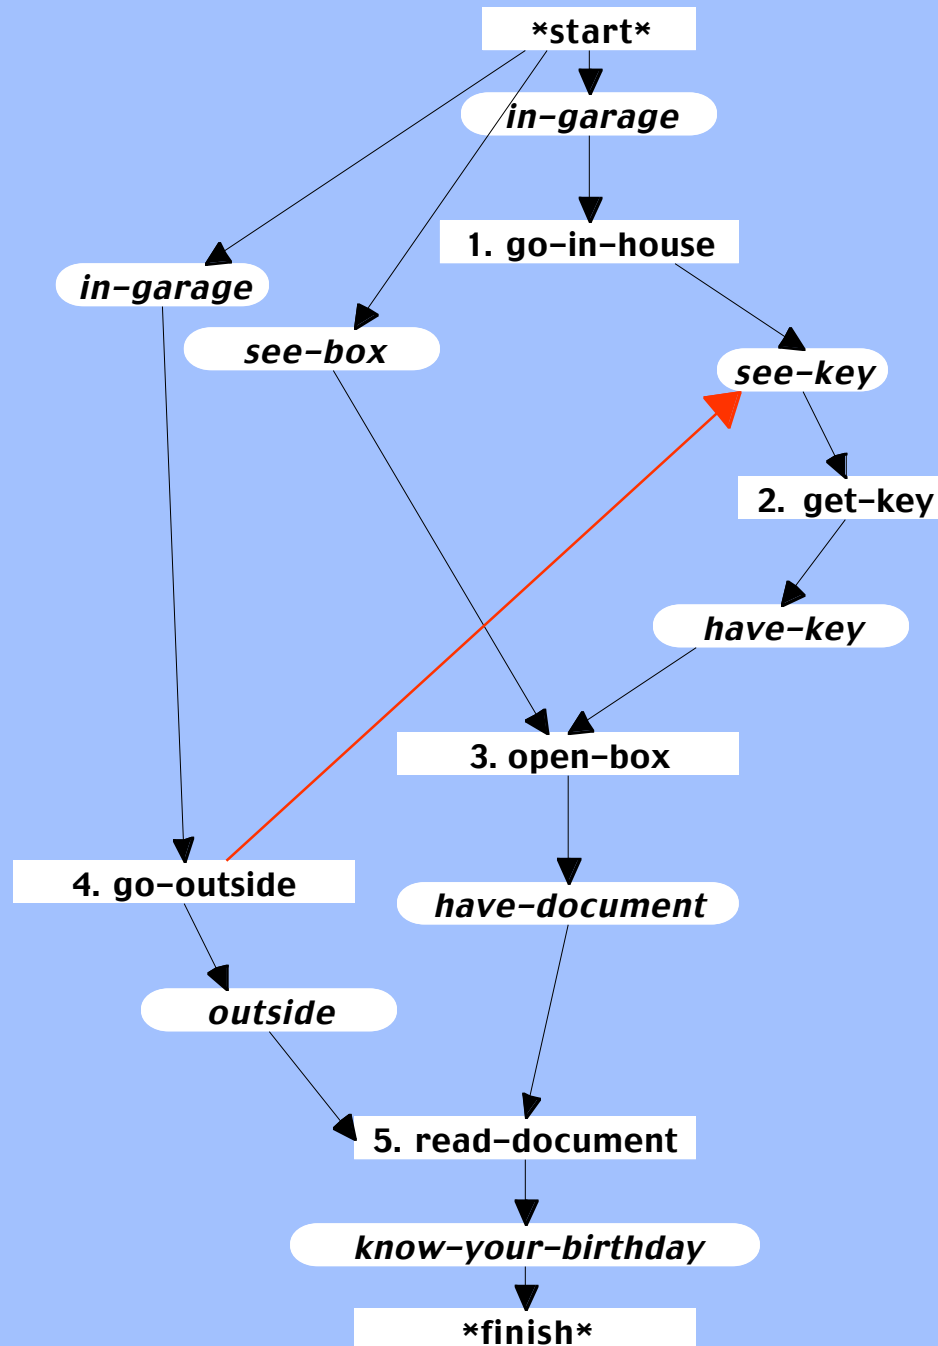 *start*
in-garage
1. go-in-house
in-garage
see-box
see-key
2. get-key
have-key
3. open-box
4. go-outside
have-document
outside
5. read-document
know-your-birthday
*finish*